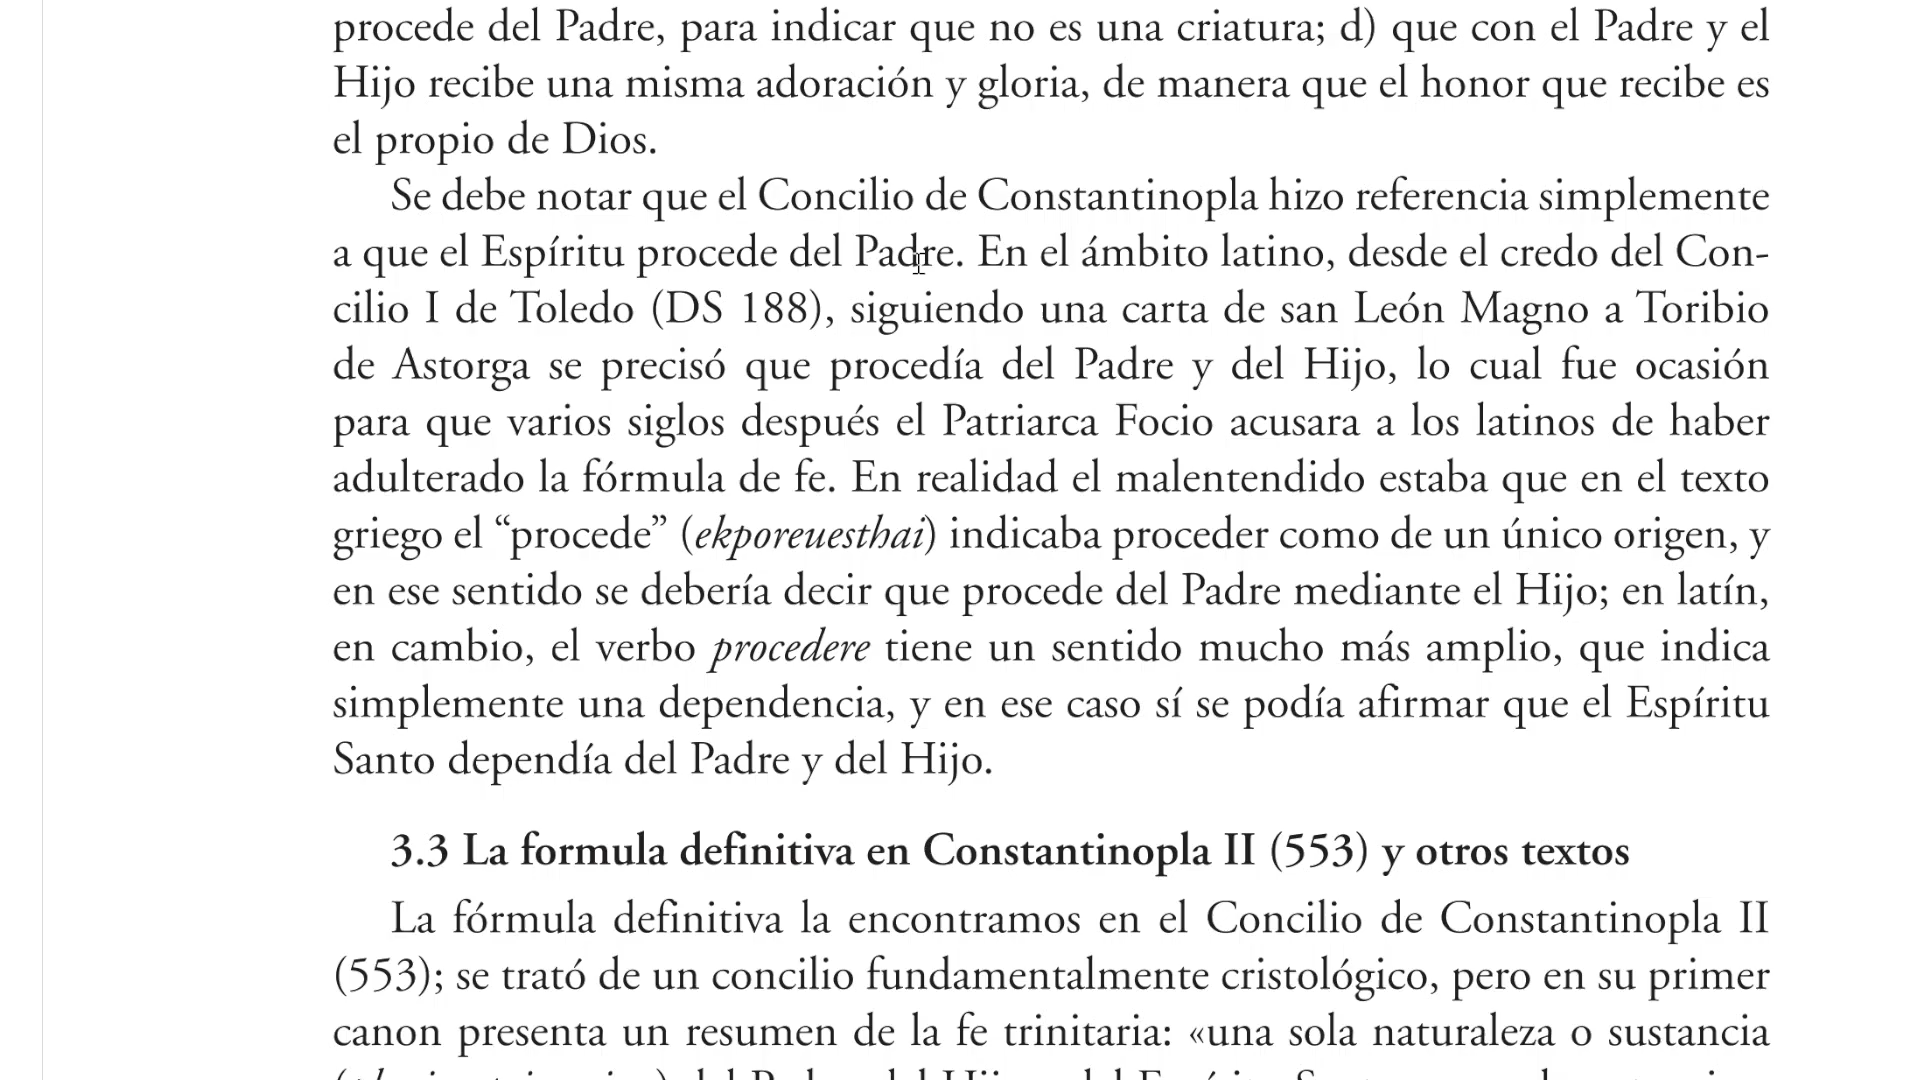 procede del Padre, para indicar que no es una criatura; d) que con el Padre y el
Hijo recibe una misma adoración y gloria, de manera que el honor que recibe es
el propio de Dios.
Se debe notar que el Concilio de Constantinopla hizo referencia simplemente
a que el Espíritu procede del Padre. En el ámbito latino, desde el credo del Con-
cilio I de Toledo (DS 188), siguiendo una carta de san León Magno a Toribio
de Astorga se precisó que procedía del Padre y del Hijo, lo cual fue ocasión
para que varios siglos después el Patriarca Focio acusara a los latinos de haber
adulterado la fórmula de fe. En realidad el malentendido estaba que en el texto
griego el “procede” (ekporeuesthai) indicaba proceder como de un único origen, y
en ese sentido se debería decir que procede del Padre mediante el Hijo; en latín,
en cambio, el verbo procedere tiene un sentido mucho más amplio, que indica
simplemente una dependencia, y en ese caso sí se podía afirmar que el Espíritu
Santo dependía del Padre y del Hijo.
3.3 La formula definitiva en Constantinopla II (553) y otros textos
La fórmula definitiva la encontramos en el Concilio de Constantinopla II
(553); se trató de un concilio fundamentalmente cristológico, pero en su primer
canon presenta un resumen de la fe trinitaria: «una sola naturaleza o sustancia